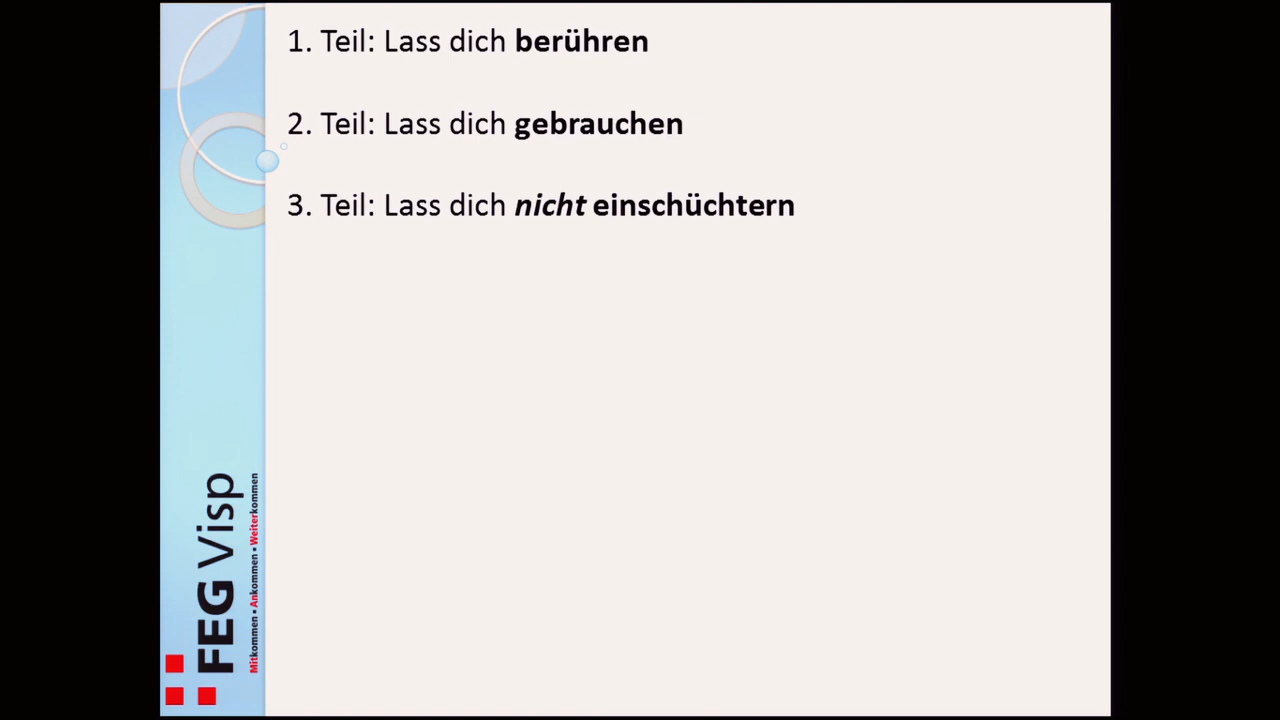 1. Teil: Lass dich berühren
2. Teil: Lass dich gebrauchen
3. Teil: Lass dich nicht einschüchtern
FEG Visp
Mitkommen ▪ Ankommen ▪ Weiterkommen